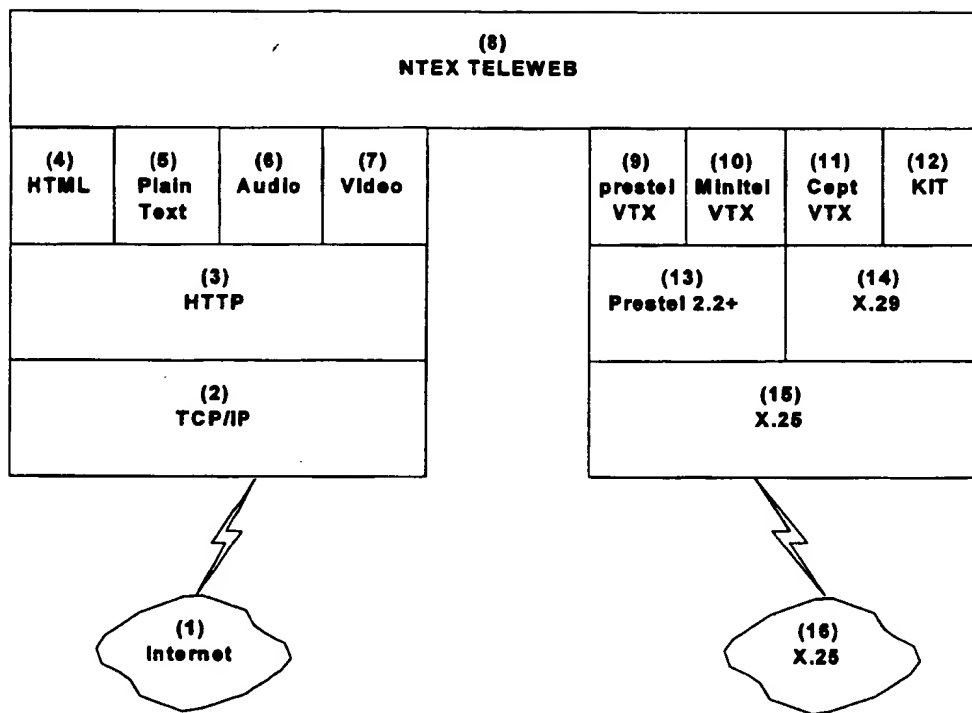 (8)
NTEX TELEWEB
(4)
HTML
(5)
Plain
Text
(6)
Audio
(7)
Video
(9)
prestel
VTX
(10)
Minitel
VTX
(11)
Cept
VTX
(12)
KIT
(3)
HTTP
(13)
Prestel 2.2+
(14)
X.29
(2)
TCP/IP
(15)
X.25
(1)
Internet
(16)
X.25